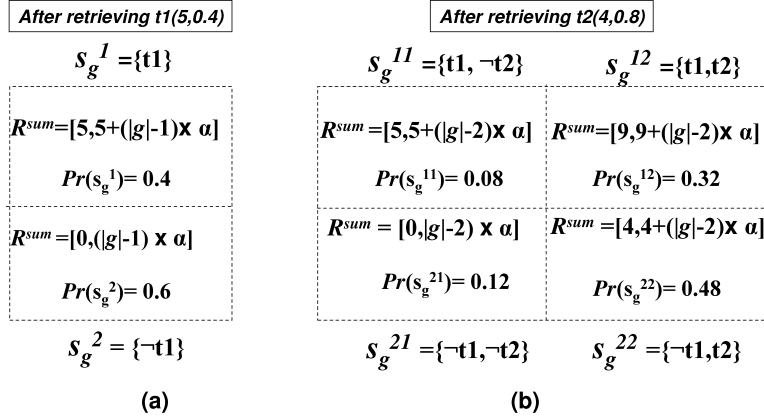 After retrieving t1(5,0.4)
s_g^1 ={t1}
R^sum=[5,5+(|g|-1)x α]
Pr(s_g^1)= 0.4
R^sum =[0,(|g|-1) x α]
Pr(s_g^2)= 0.6
s_g^2 = {¬t1}
(a)
After retrieving t2(4,0.8)
s_g^11 ={t1, ¬t2}
s_g^12 ={t1,t2}
R^sum =[5,5+(|g|-2)x α]
R^sum=[9,9+(|g|-2)x α]
Pr(s_g^11)= 0.08
Pr(s_g^12)= 0.32
R^sum = [0,|g|-2) x α]
R^sum =[4,4+(|g|-2)x α]
Pr(s_g^21)= 0.12
Pr(s_g^22)= 0.48
s_g^21 ={¬t1,¬t2}
s_g^22 ={¬t1,t2}
(b)